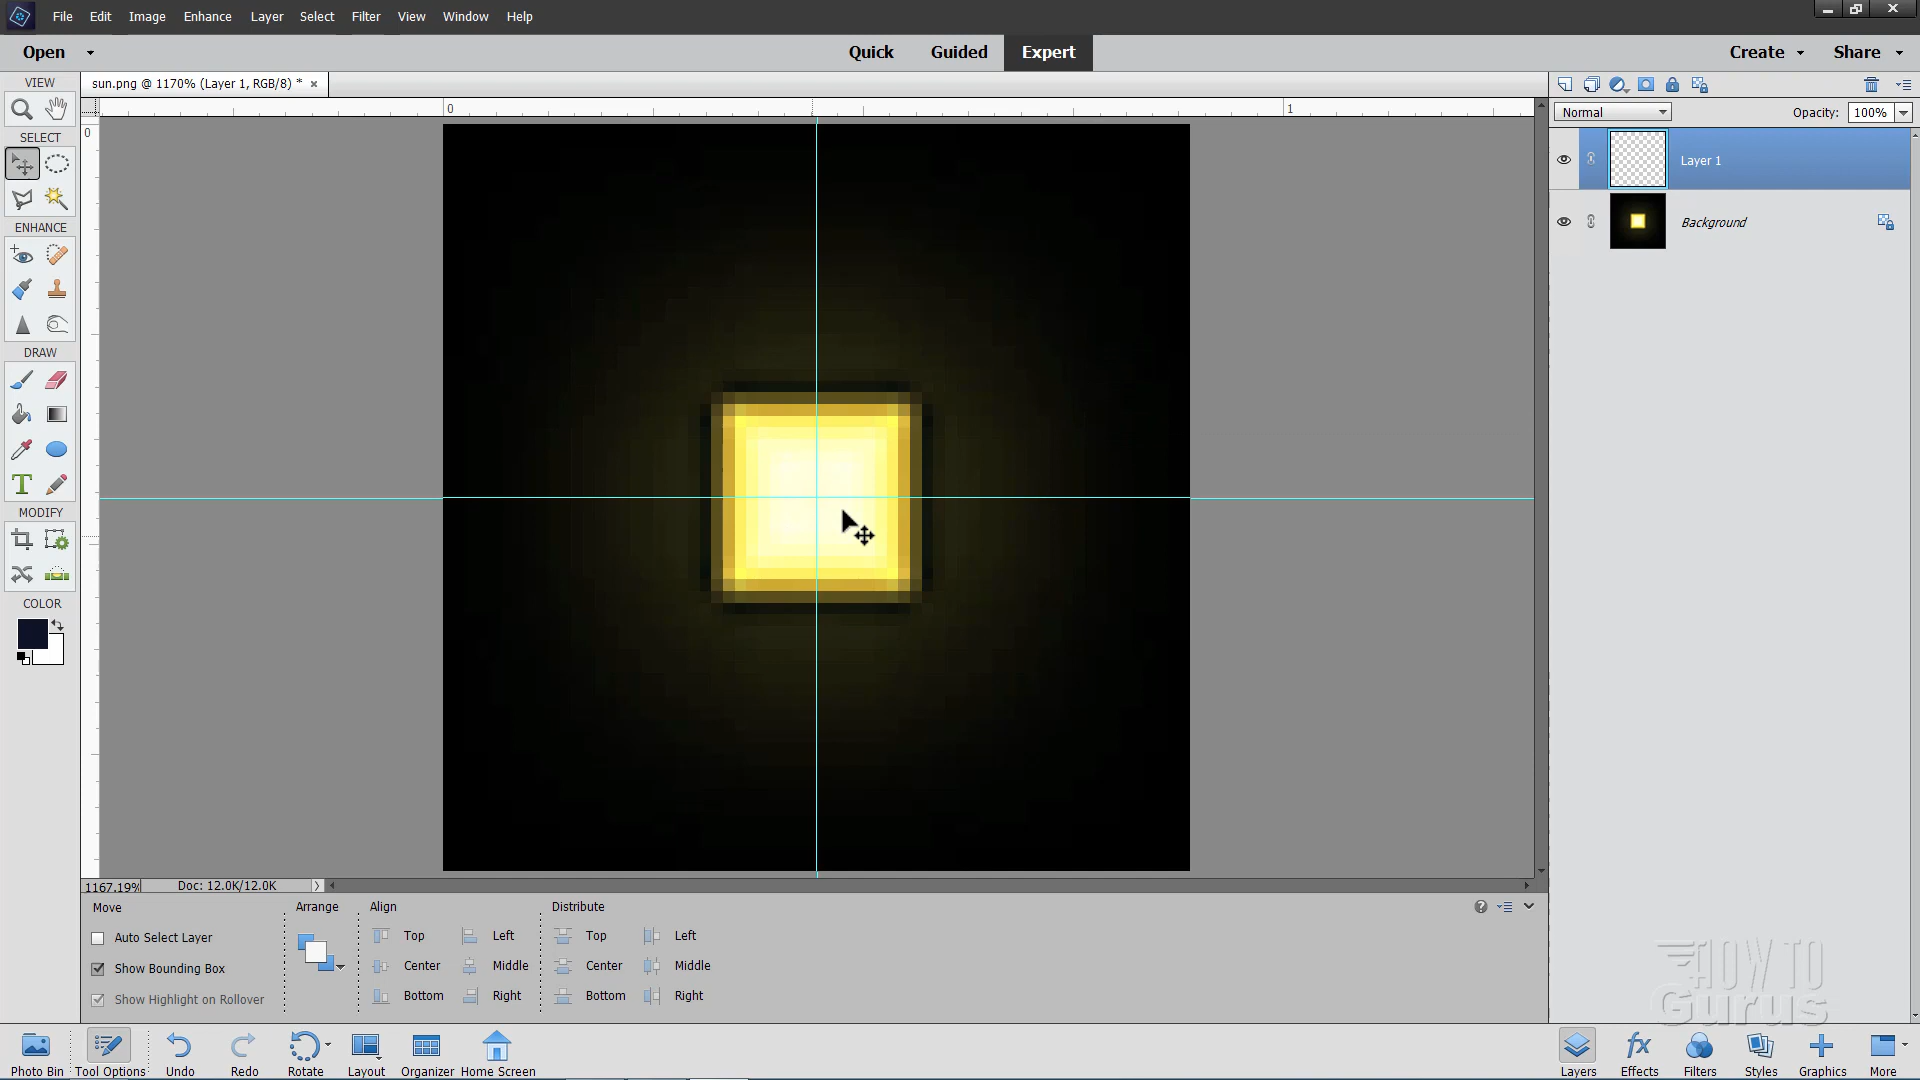 File Edit Image Enhance Layer Select Filter View Window Help
Open Quick Guided Expert Create Share
VIEW
sun.png @ 1170% (Layer 1, RGB/8) *
Normal Opacity: 100%
0 1
0
SELECT
Layer 1
Background
ENHANCE
DRAW
T
MODIFY
COLOR
1167.19% Doc: 12.0K/12.0K
Move Arrange Align Distribute
Auto Select Layer Top Left Top Left
Show Bounding Box Center Middle Center Middle
Show Highlight on Rollover Bottom Right Bottom Right
HOW TO
Gurus
fx
Photo Bin Tool Options Undo Redo Rotate Layout Organizer Home Screen Layers Effects Filters Styles Graphics More